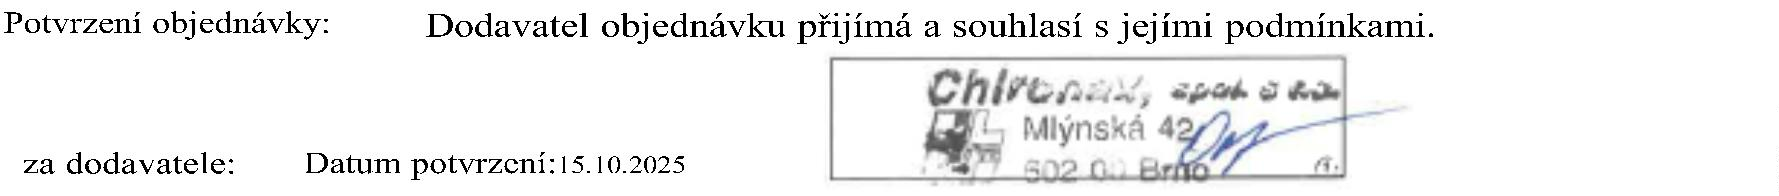 Potvrzení objednávky: Dodavatel objednávku přijímá a souhlasí s jejími podmínkami.
Chironax, spol. s r.o.
Mlýnská 42
602 00 Brno
za dodavatele: Datum potvrzení:15.10.2025